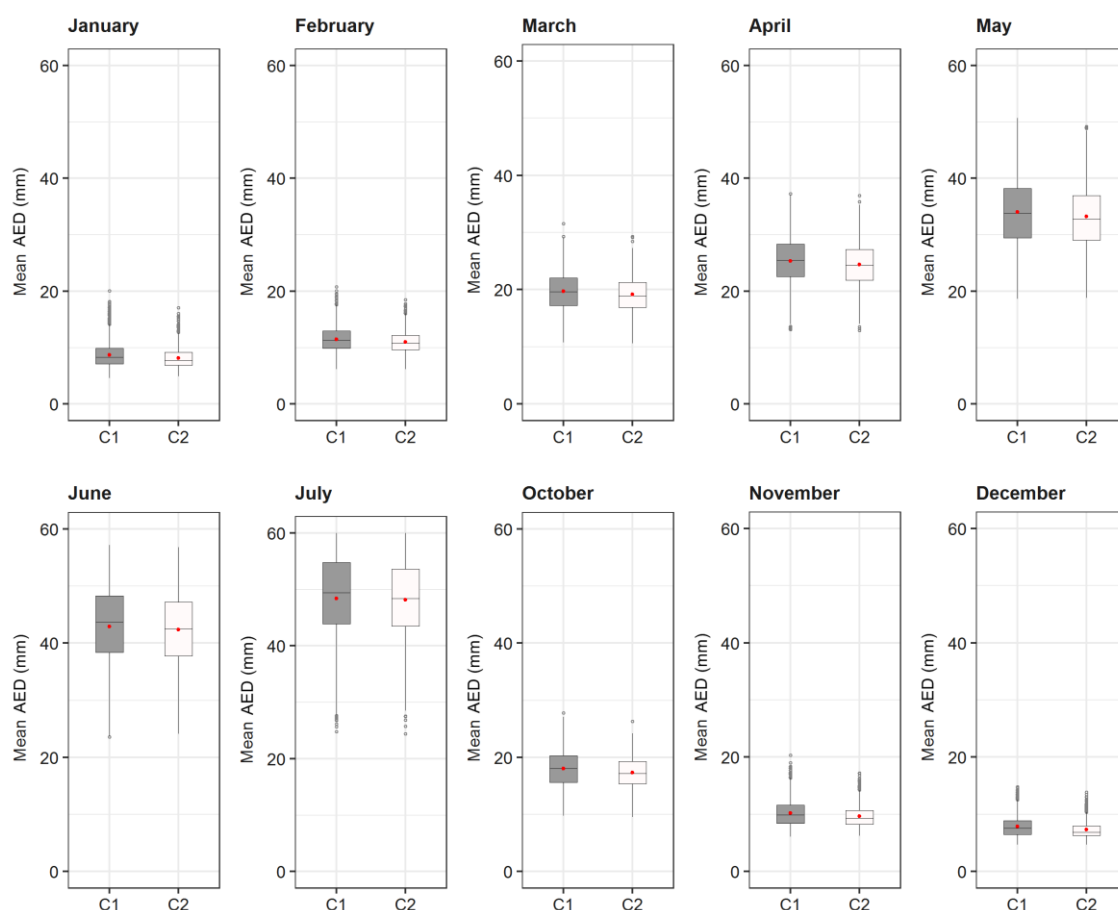 January February March April May
60 60 60 60 60
40 40 40 40 40
20 20 20 20 20
0 0 0 0 0
Mean AED (mm) Mean AED (mm) Mean AED (mm) Mean AED (mm) Mean AED (mm)
C1 C2 C1 C2 C1 C2 C1 C2 C1 C2
June July October November December
60 60 60 60 60
40 40 40 40 40
20 20 20 20 20
0 0 0 0 0
Mean AED (mm) Mean AED (mm) Mean AED (mm) Mean AED (mm) Mean AED (mm)
C1 C2 C1 C2 C1 C2 C1 C2 C1 C2